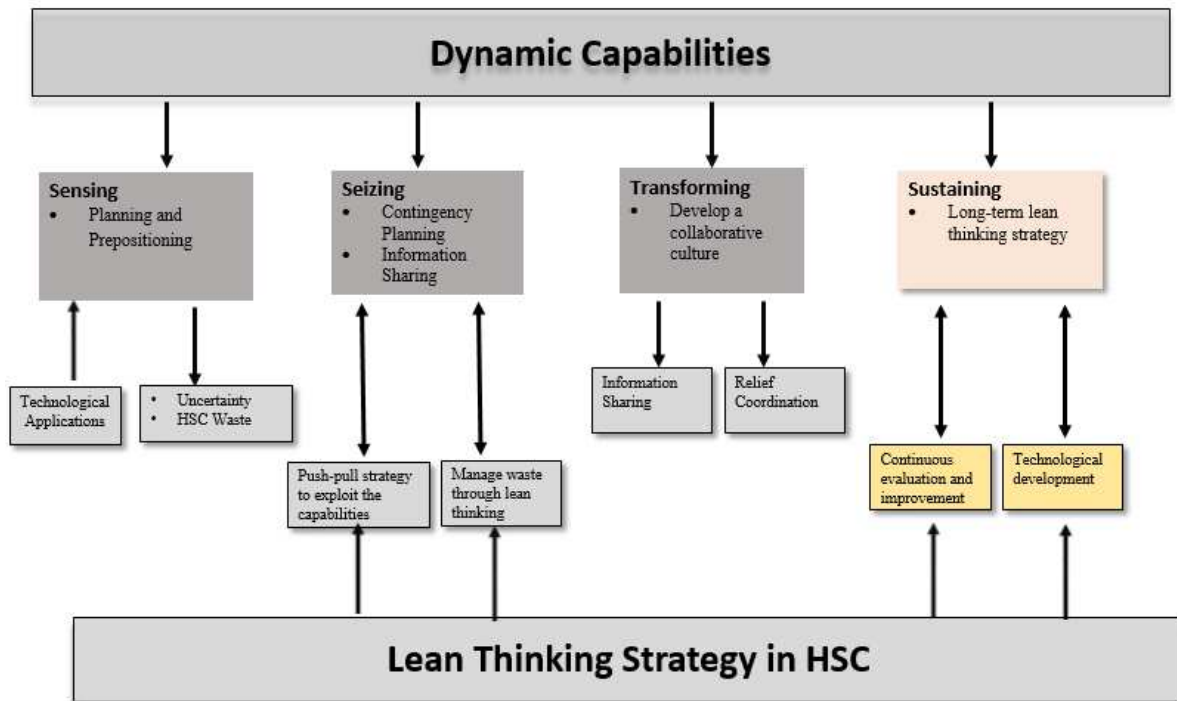 Dynamic Capabilities
Sensing
• Planning and
Prepositioning
Seizing
• Contingency
Planning
• Information
Sharing
Transforming
• Develop a
collaborative
culture
Sustaining
• Long-term lean
thinking strategy
Technological
Applications
• Uncertainty
• HSC Waste
Information
Sharing
Relief
Coordination
Push-pull strategy
to exploit the
capabilities
Manage waste
through lean
thinking
Continuous
evaluation and
improvement
Technological
development
Lean Thinking Strategy in HSC